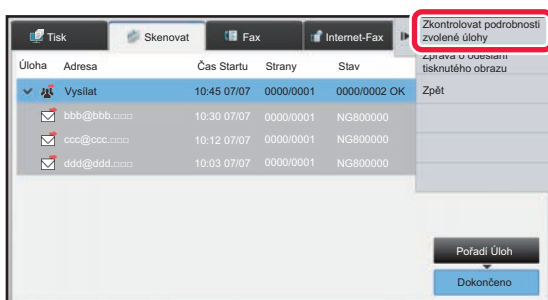 Tisk
Skenovat
Fax
Internet-Fax
Zkontrolovat podrobnosti
zvolené úlohy
Úloha Adresa Čas Startu Strany Stav
Zpráva o odeslání
tisknutého obrazu
Vysílat 10:45 07/07 0000/0001 0000/0002 OK
Zpět
bbb@bbb.□□□ 10:30 07/07 0000/0001 NG800000
ccc@ccc.□□□ 10:12 07/07 0000/0001 NG800000
ddd@ddd.□□□ 10:03 07/07 0000/0001 NG800000
Pořadí Úloh
Dokončeno